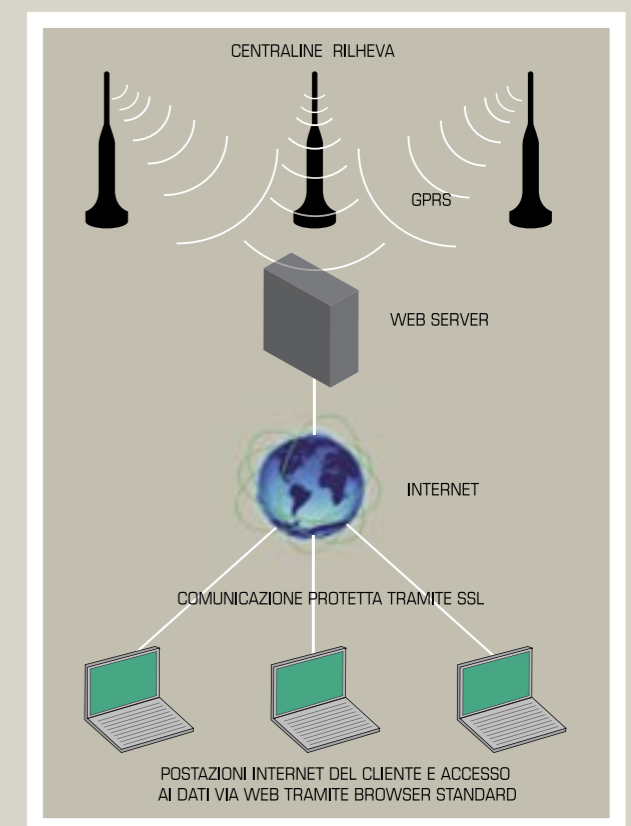 CENTRALINE RILHEVA
GPRS
WEB SERVER
INTERNET
COMUNICAZIONE PROTETTA TRAMITE SSL
POSTAZIONI INTERNET DEL CLIENTE E ACCESSO
AI DATI VIA WEB TRAMITE BROWSER STANDARD